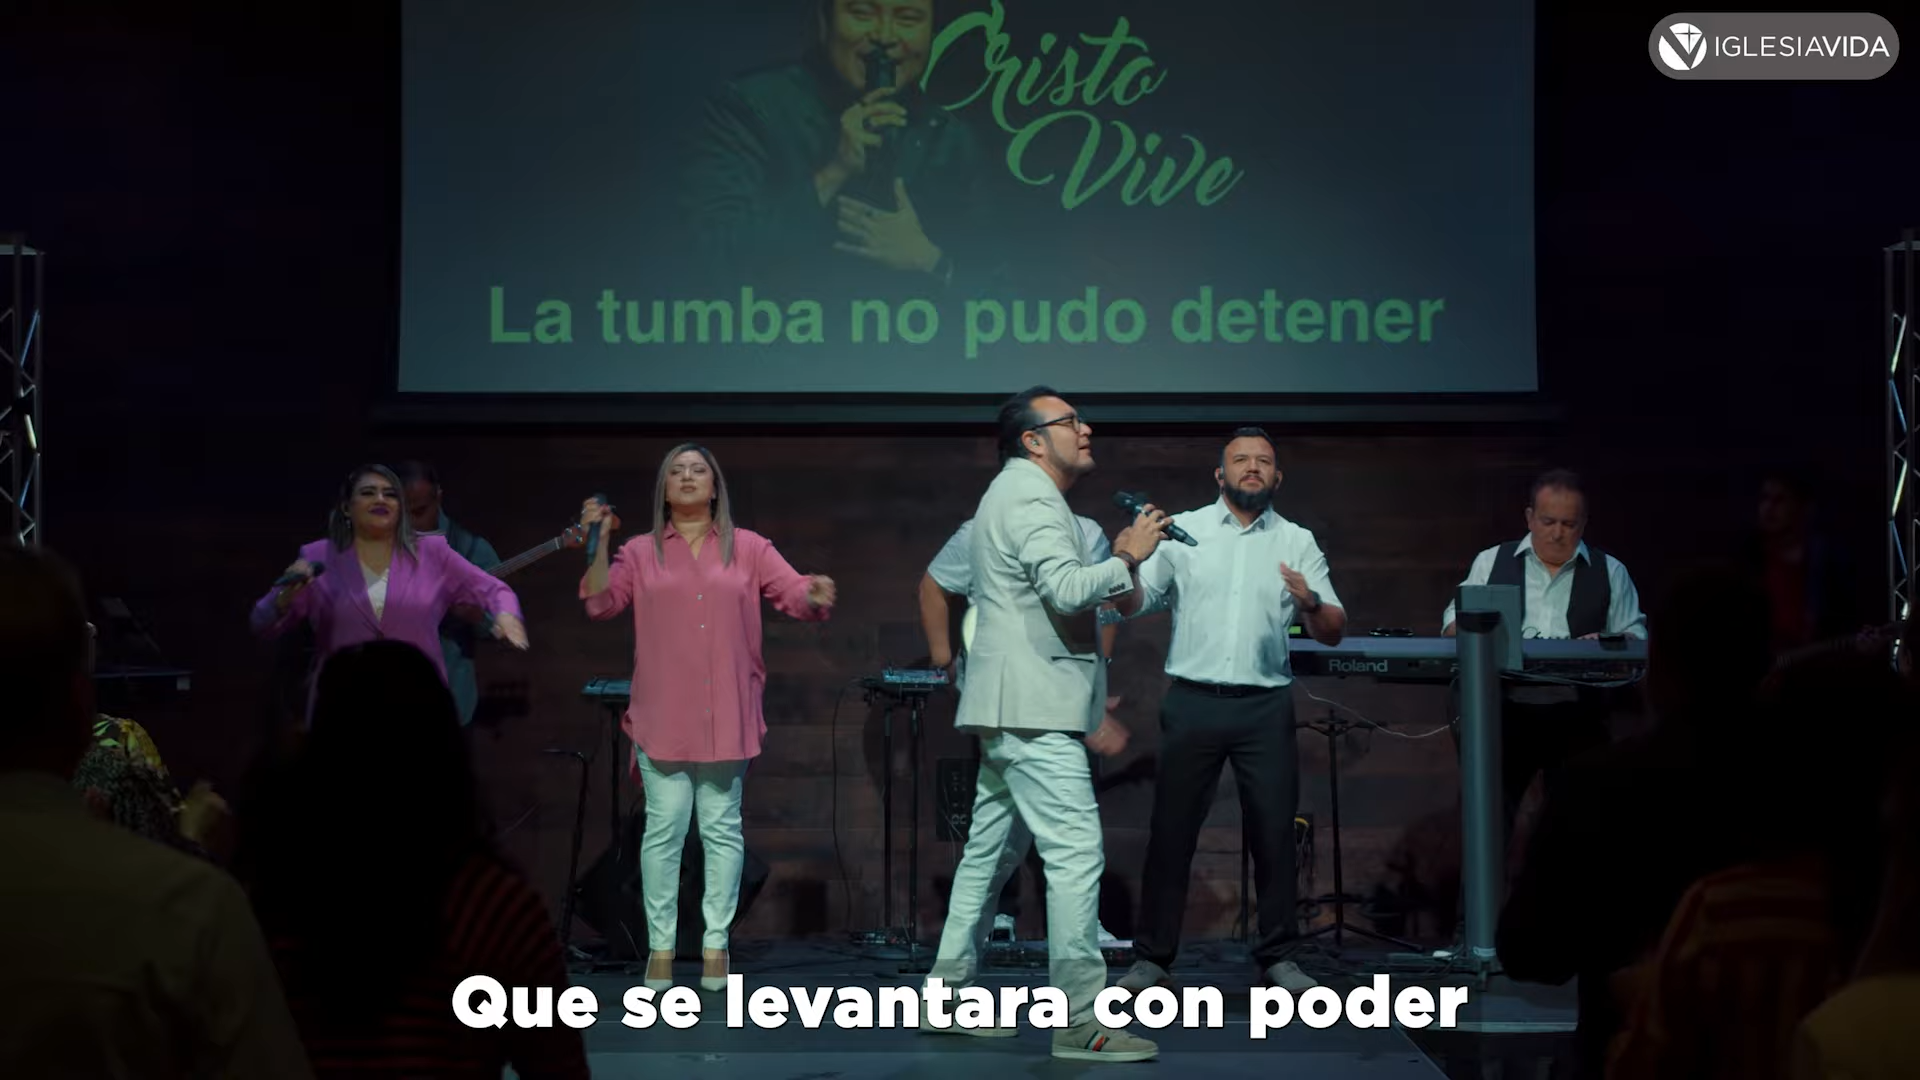 IGLESIAVIDA
Cristo
Vive
La tumba no pudo detener
Roland
Que se levantara con poder